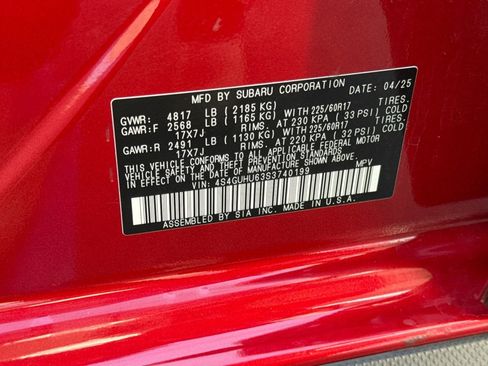 MFD BY SUBARU CORPORATION DATE: 04/25
GVWR: 4817 LB ( 2185 KG)
GAWR:F 2568 LB ( 1165 KG) WITH 225/60R17 TIRES.
17X7J RIMS. AT 230 KPA ( 33 PSI) COLD
GAWR:R 2491 LB ( 1130 KG) WITH 225/60R17 TIRES.
17X7J RIMS. AT 220 KPA ( 32 PSI) COLD
THIS VEHICLE CONFORMS TO ALL APPLICABLE
FEDERAL MOTOR VEHICLE SAFETY STANDARDS
IN EFFECT ON THE DATE OF MANUFACTURE SHOWN ABOVE.
VIN: 4S4GUHU63S3740199 MPV
ASSEMBLED BY SIA INC. MADE IN U.S.A.